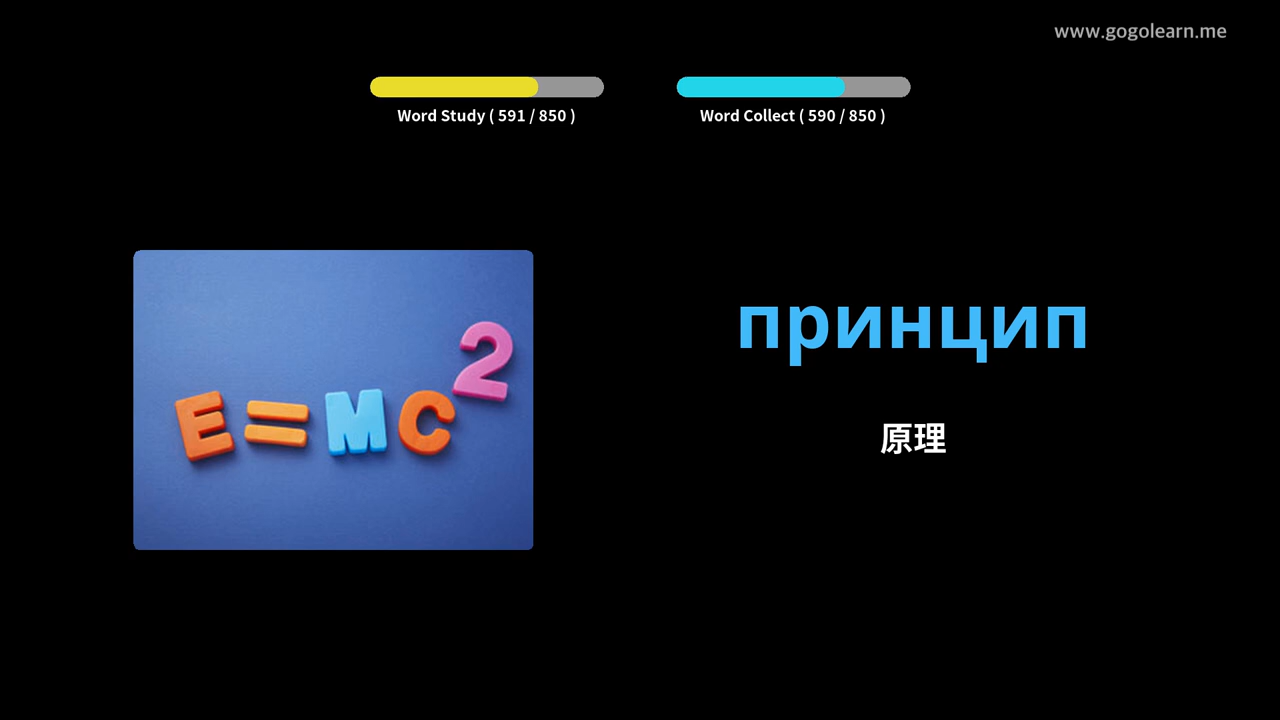 www.gogolearn.me
Word Study ( 591 / 850 )
Word Collect ( 590 / 850 )
E=MC²
принцип
原理